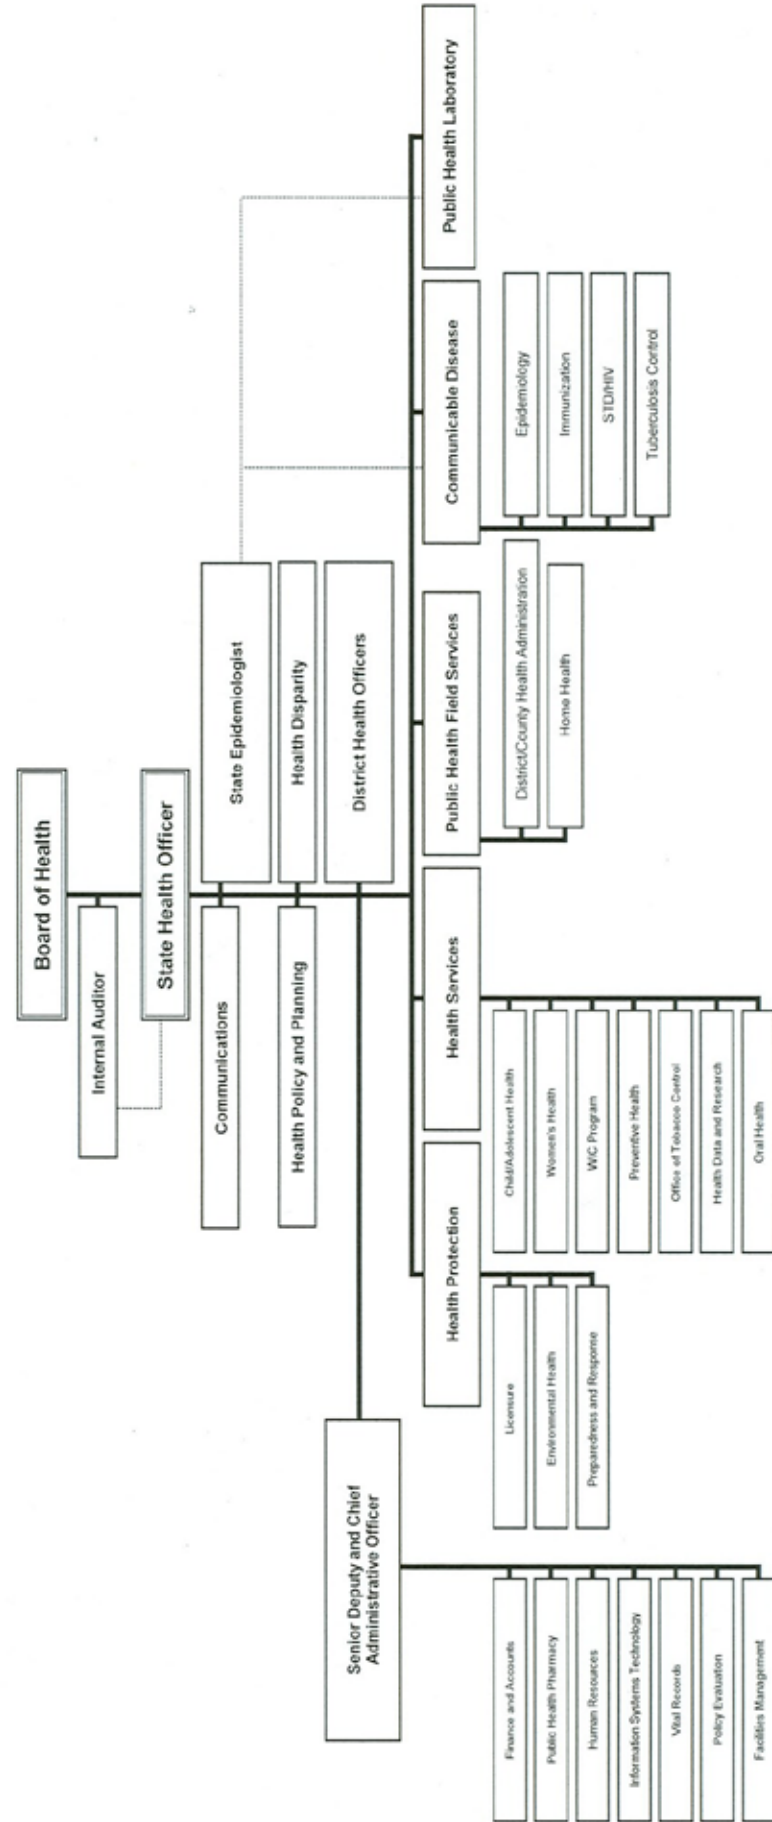 Board of Health
Internal Auditor
State Health Officer
Communications
State Epidemiologist
Health Policy and Planning
Health Disparity
Senior Deputy and Chief
Administrative Officer
District Health Officers
Health Protection
Health Services
Public Health Field Services
Communicable Disease
Public Health Laboratory
Finance and Accounts
Public Health Pharmacy
Human Resources
Information Systems Technology
Vital Records
Policy Evaluation
Facilities Management
Licensure
Environmental Health
Preparedness and Response
Child/Adolescent Health
Women's Health
WIC Program
Preventive Health
Office of Tobacco Control
Health Data and Research
Oral Health
District/County Health Administration
Home Health
Epidemiology
Immunization
STD/HIV
Tuberculosis Control